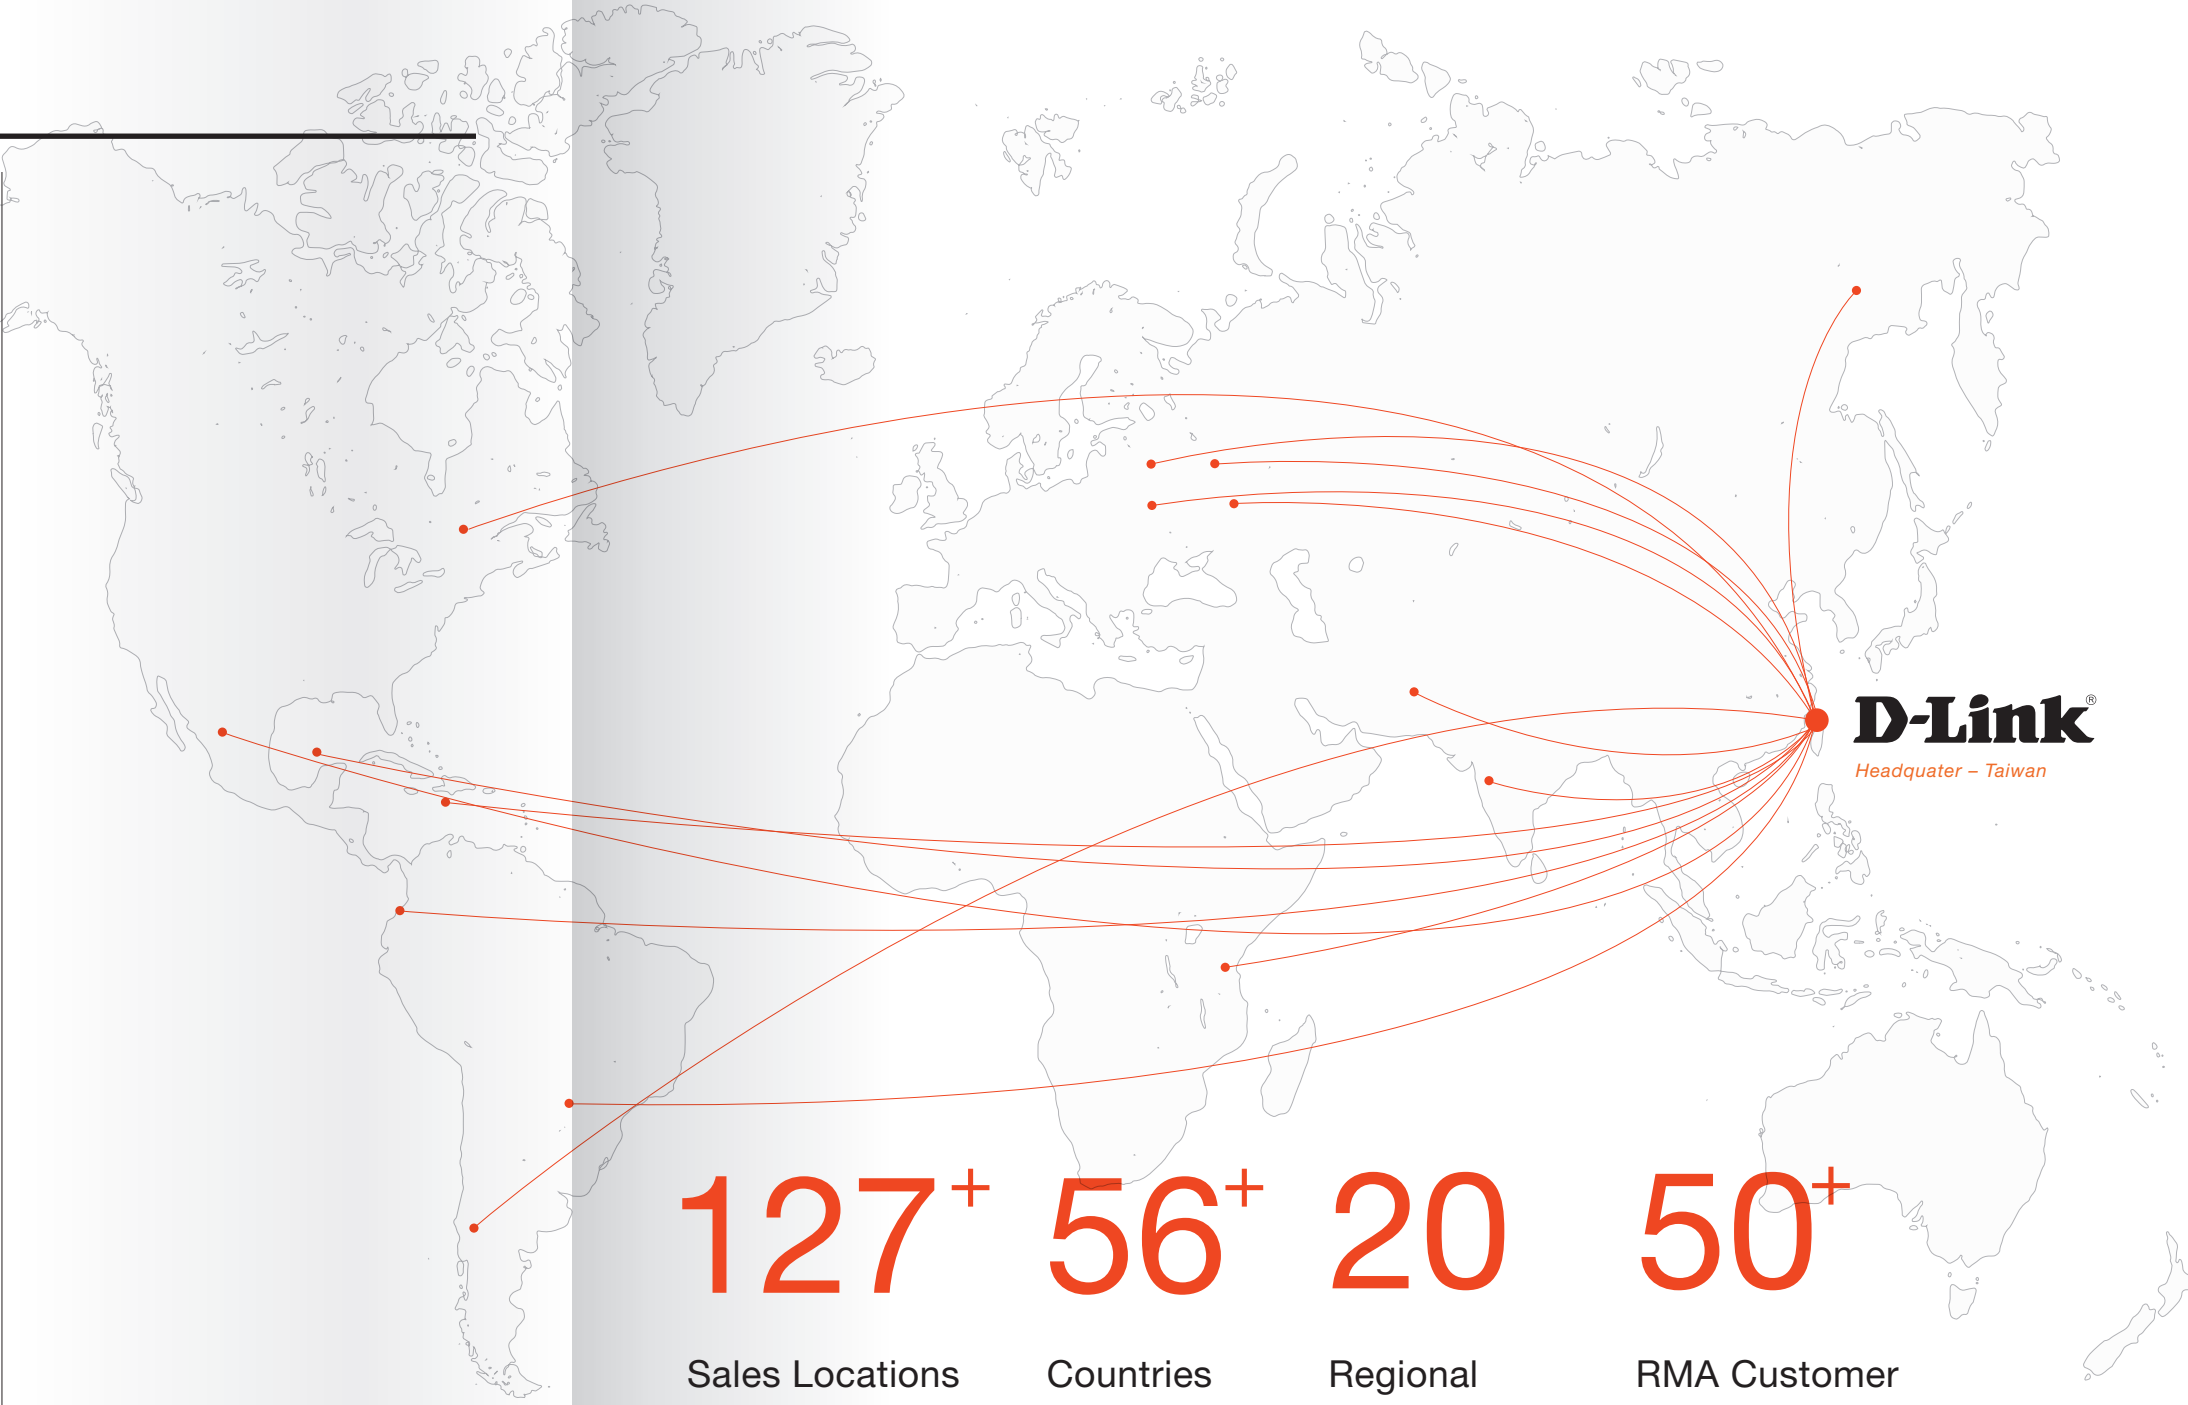 D-Link®
Headquater – Taiwan
127+ 56+ 20 50+
Sales Locations Countries Regional RMA Customer